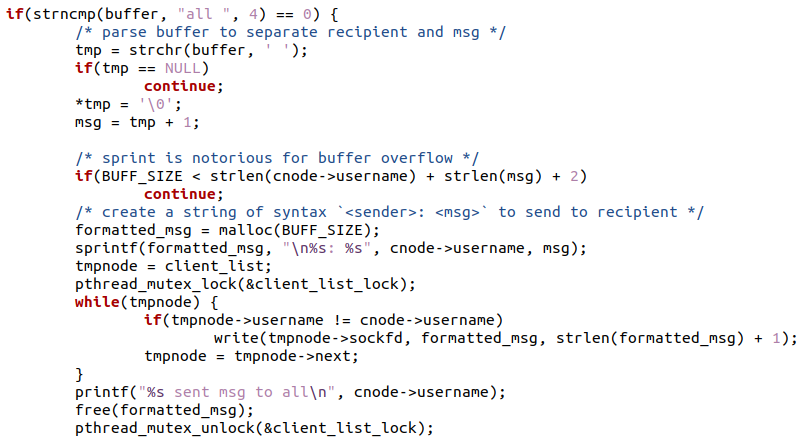 if(strncmp(buffer, "all ", 4) == 0) {
/* parse buffer to separate recipient and msg */
tmp = strchr(buffer, ' ');
if(tmp == NULL)
continue;
*tmp = '\0';
msg = tmp + 1;
/* sprint is notorious for buffer overflow */
if(BUFF_SIZE < strlen(cnode->username) + strlen(msg) + 2)
continue;
/* create a string of syntax `<sender>: <msg>` to send to recipient */
formatted_msg = malloc(BUFF_SIZE);
sprintf(formatted_msg, "\n%s: %s", cnode->username, msg);
tmpnode = client_list;
pthread_mutex_lock(&client_list_lock);
while(tmpnode) {
if(tmpnode->username != cnode->username)
write(tmpnode->sockfd, formatted_msg, strlen(formatted_msg) + 1);
tmpnode = tmpnode->next;
}
printf("%s sent msg to all\n", cnode->username);
free(formatted_msg);
pthread_mutex_unlock(&client_list_lock);